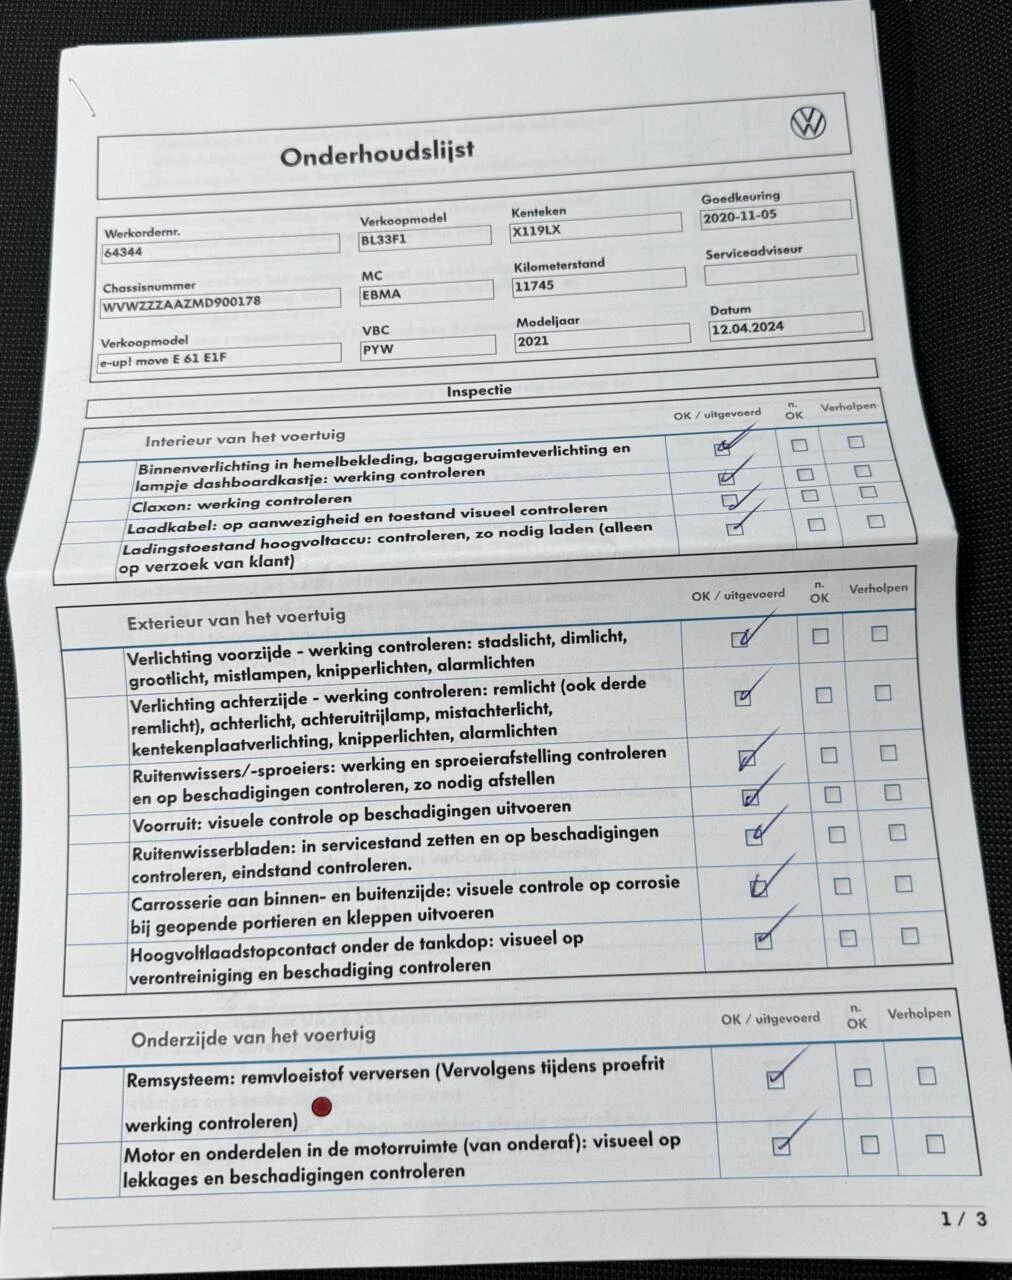 Onderhoudslijst
Werkordernr.
64344
Verkoopmodel
BL33F1
Kenteken
X119LX
Goedkeuring
2020-11-05
Chassisnummer
WVWZZZAAZMD900178
MC
EBMA
Kilometerstand
11745
Serviceadviseur
Verkoopmodel
e-up! move E 61 E1F
VBC
PYW
Modeljaar
2021
Datum
12.04.2024
Inspectie
Interieur van het voertuig
OK / uitgevoerd
n.
OK
Verholpen
Binnenverlichting in hemelbekleding, bagageruimteverlichting en
lampje dashboardkastje: werking controleren
Claxon: werking controleren
Laadkabel: op aanwezigheid en toestand visueel controleren
Ladingstoestand hoogvoltaccu: controleren, zo nodig laden (alleen
op verzoek van klant)
Exterieur van het voertuig
OK / uitgevoerd
n.
OK
Verholpen
Verlichting voorzijde - werking controleren: stadslicht, dimlicht,
grootlicht, mistlampen, knipperlichten, alarmlichten
Verlichting achterzijde - werking controleren: remlicht (ook derde
remlicht), achterlicht, achteruitrijlamp, mistachterlicht,
kentekenplaatverlichting, knipperlichten, alarmlichten
Ruitenwissers/-sproeiers: werking en sproeierafstelling controleren
en op beschadigingen controleren, zo nodig afstellen
Voorruit: visuele controle op beschadigingen uitvoeren
Ruitenwisserbladen: in servicestand zetten en op beschadigingen
controleren, eindstand controleren.
Carrosserie aan binnen- en buitenzijde: visuele controle op corrosie
bij geopende portieren en kleppen uitvoeren
Hoogvoltlaadstopcontact onder de tankdop: visueel op
verontreiniging en beschadiging controleren
Onderzijde van het voertuig
OK / uitgevoerd
n.
OK
Verholpen
Remsysteem: remvloeistof verversen (Vervolgens tijdens proefrit
werking controleren)
Motor en onderdelen in de motorruimte (van onderaf): visueel op
lekkages en beschadigingen controleren
1 / 3